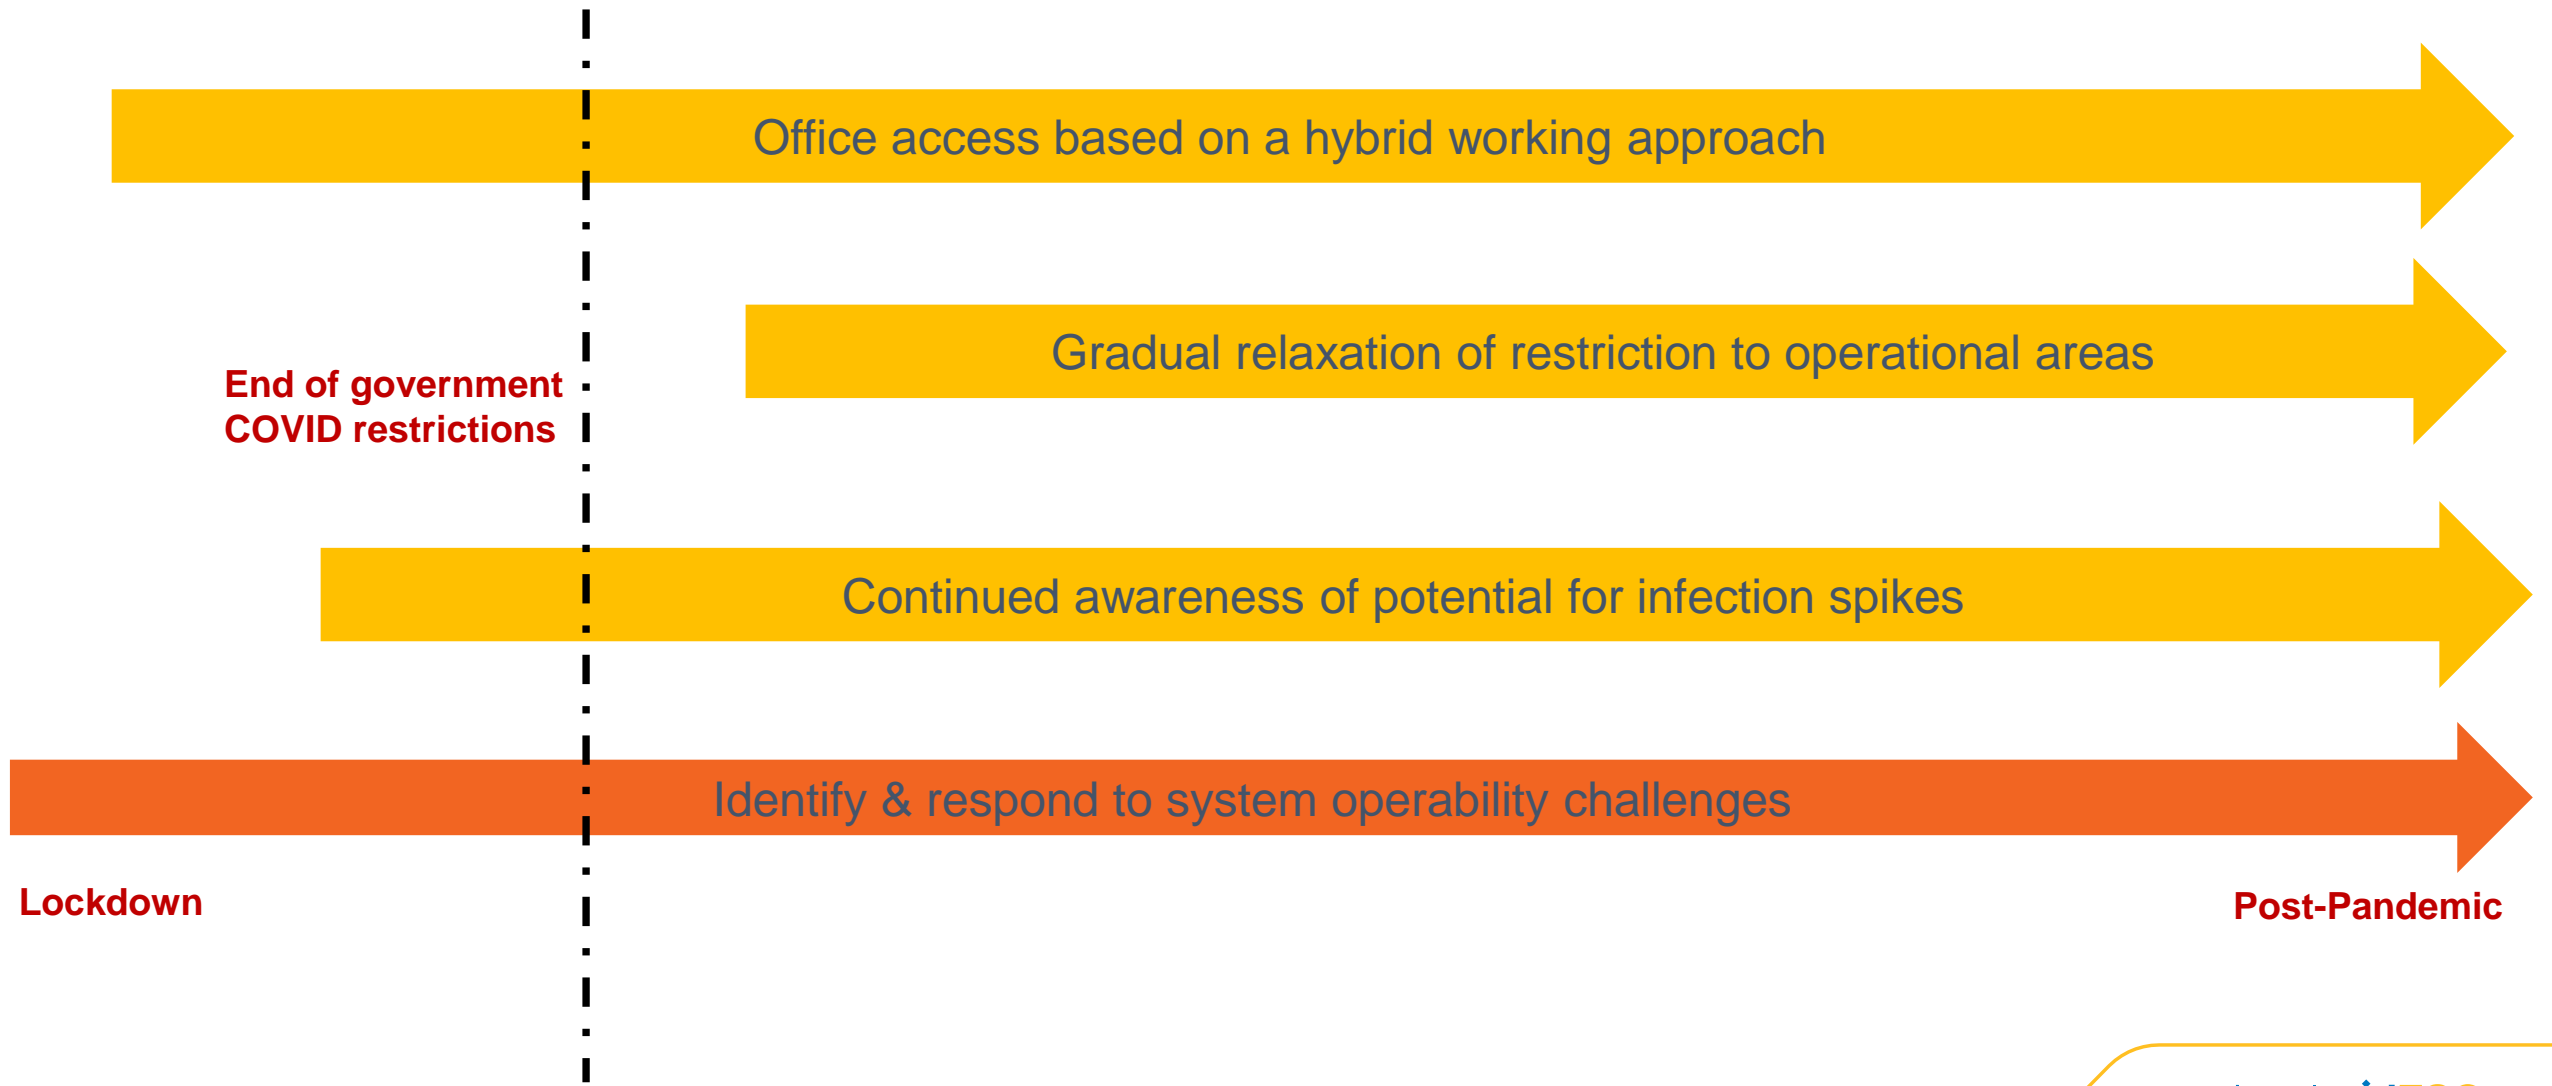 Office access based on a hybrid working approach
Gradual relaxation of restriction to operational areas
End of government
COVID restrictions
Continued awareness of potential for infection spikes
Identify & respond to system operability challenges
Lockdown
Post-Pandemic